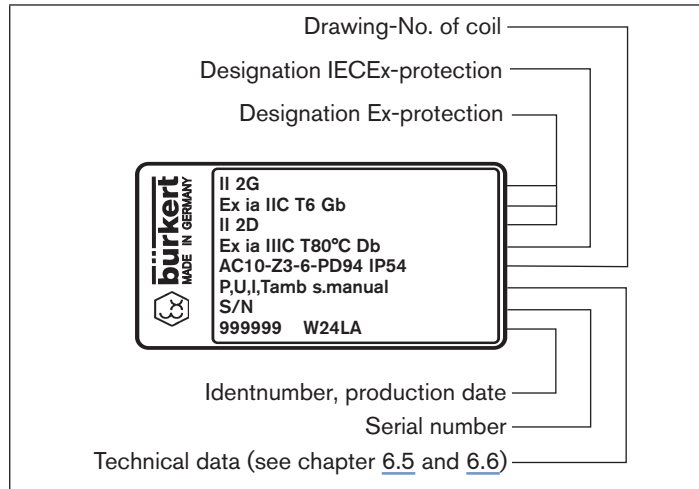 Drawing-No. of coil
Designation IECEx-protection
Designation Ex-protection
bürkert
MADE IN GERMANY
II 2G
Ex ia IIC T6 Gb
II 2D
Ex ia IIIC T80°C Db
AC10-Z3-6-PD94 IP54
P,U,I,Tamb s.manual
S/N
999999 W24LA
Identnumber, production date
Serial number
Technical data (see chapter 6.5 and 6.6)